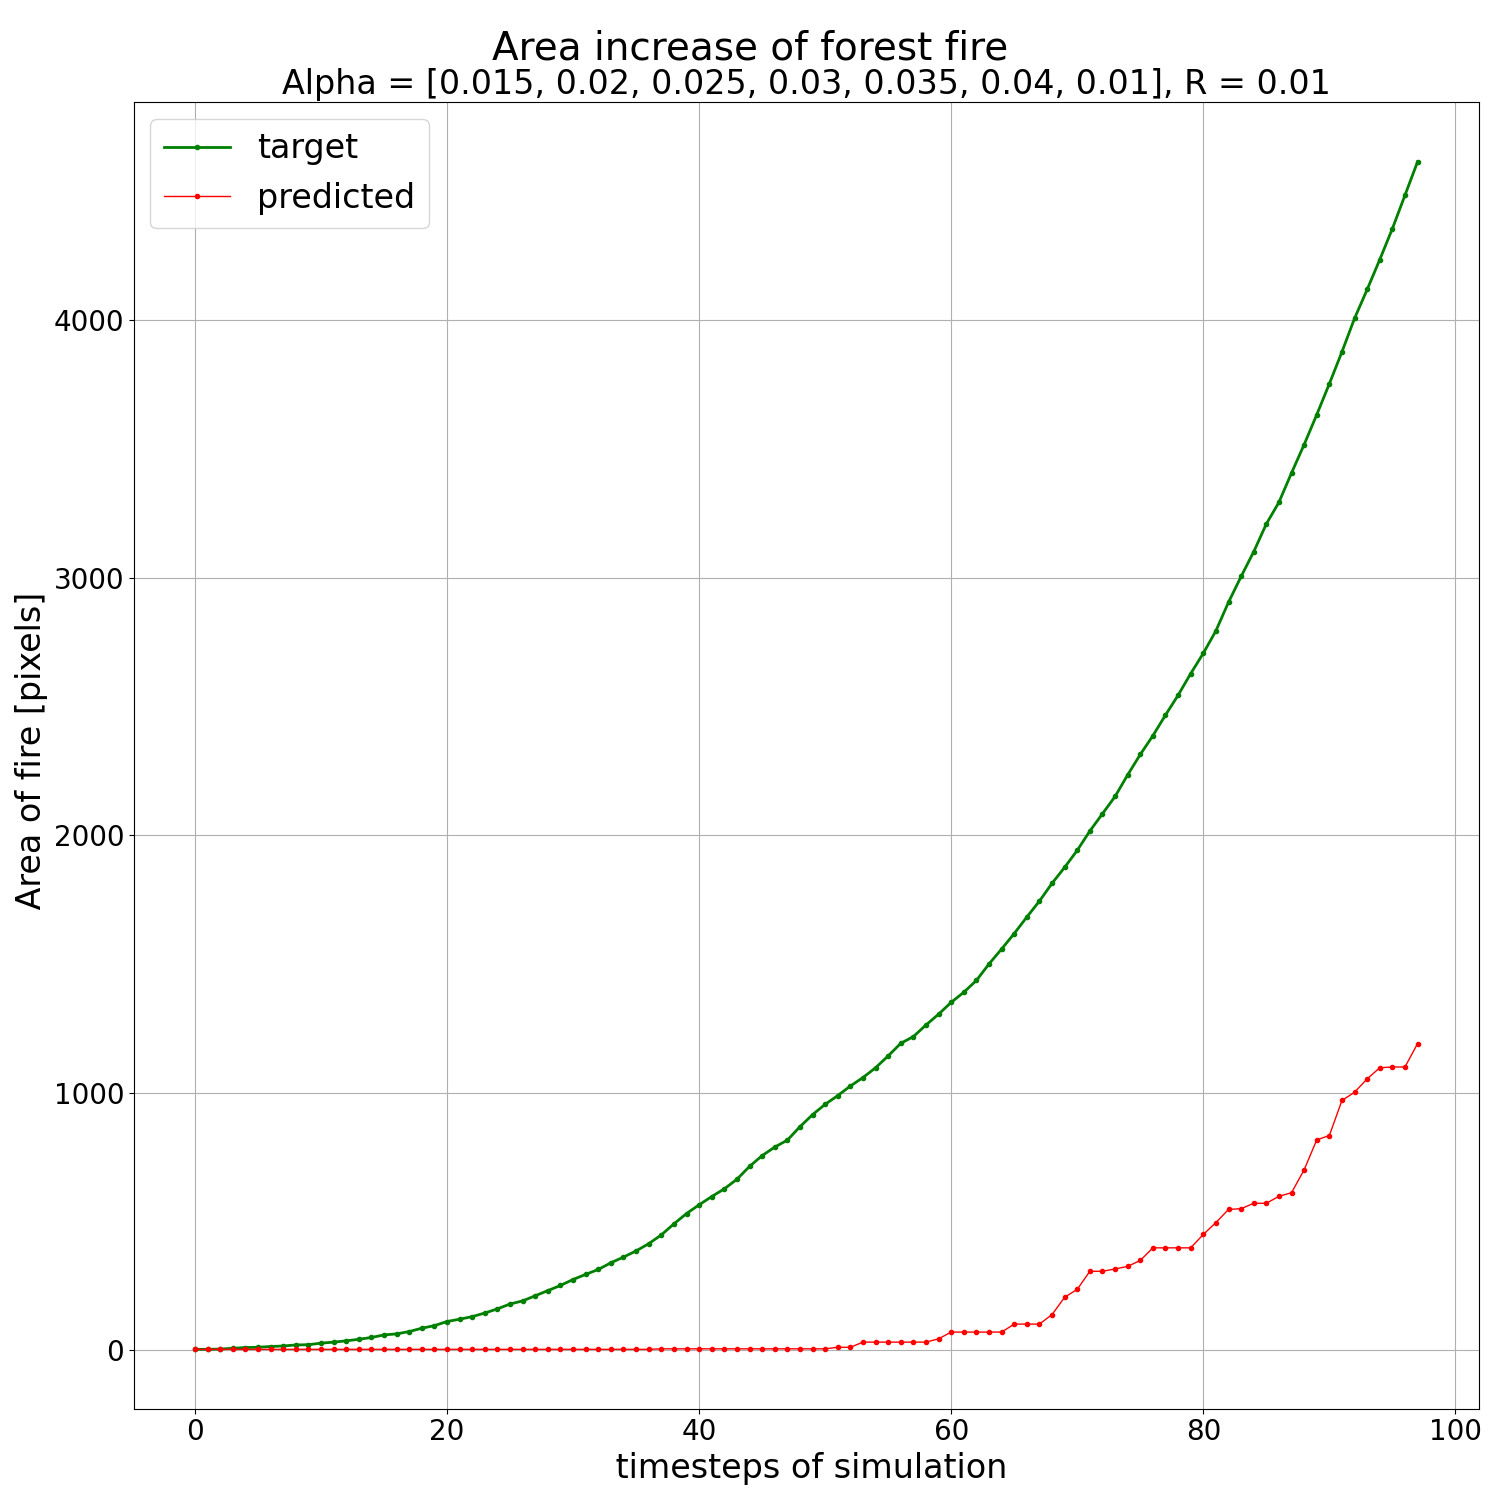 Area increase of forest fire
Alpha = [0.015, 0.02, 0.025, 0.03, 0.035, 0.04, 0.01], R = 0.01
target
predicted
Area of fire [pixels]
4000
3000
2000
1000
0
0 20 40 60 80 100
timesteps of simulation